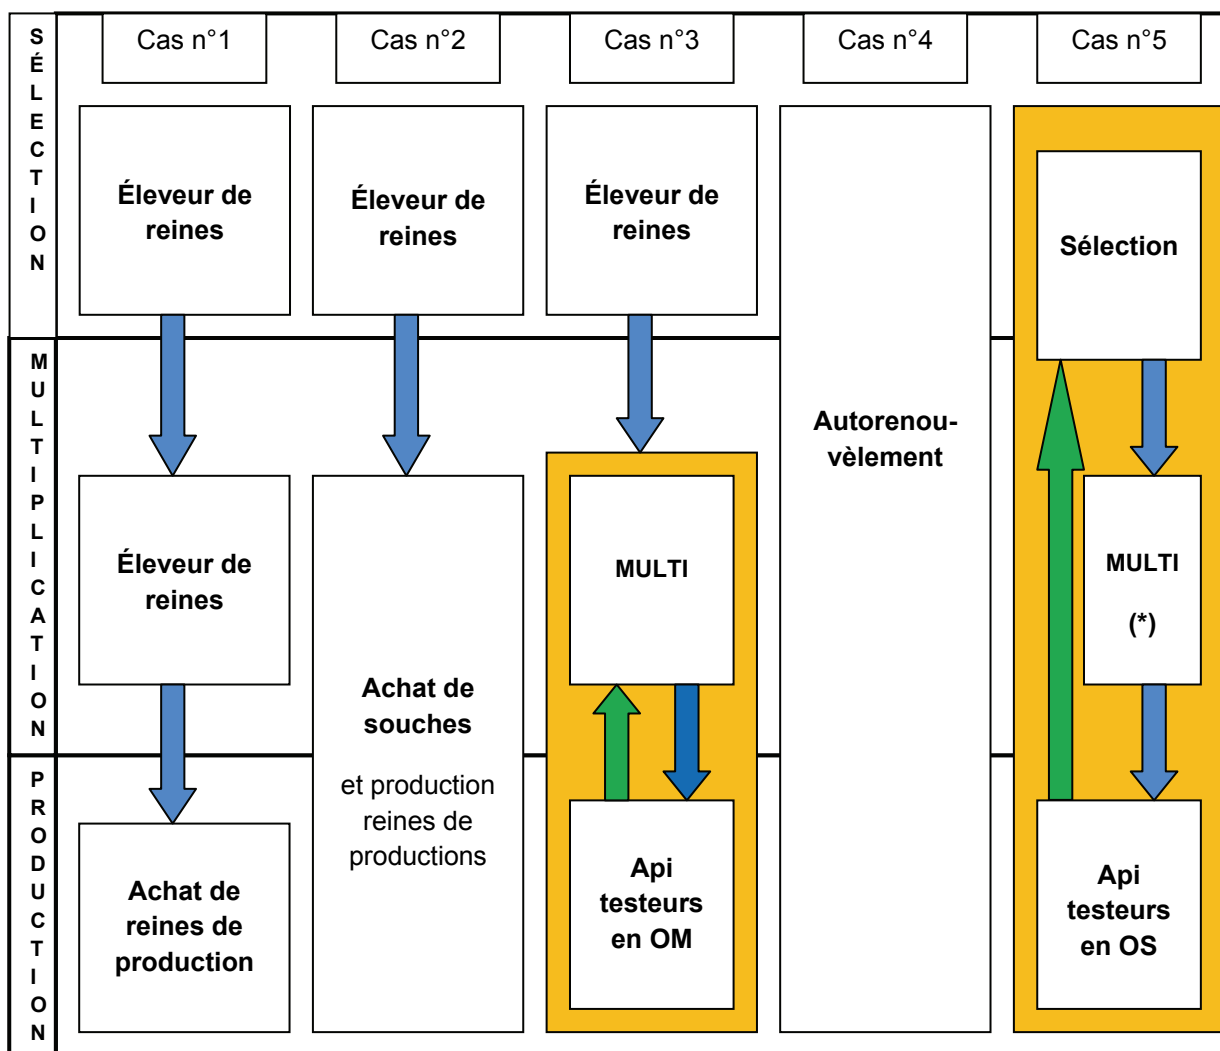 SÉLECTION
Cas n°1
Cas n°2
Cas n°3
Cas n°4
Cas n°5
Éleveur de
reines
Éleveur de
reines
Éleveur de
reines
Sélection
MULTIPLICATION
Éleveur de
reines
Achat de
souches
et production
reines de
productions
MULTI
Autorenou-
vèlement
MULTI
(*)
PRODUCTION
Achat de
reines de
production
Api
testeurs
en OM
Api
testeurs
en OS